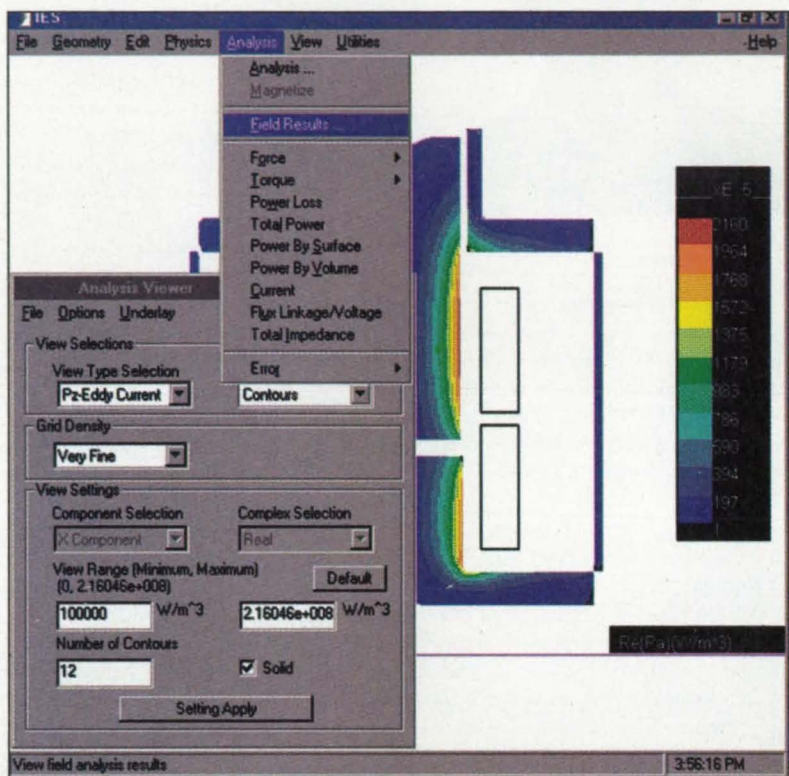 IES
File Geometry Edit Physics Analysis View Utilities Help
Analysis ...
Magnetize
Field Results ...
Force
Torque
Power Loss
Total Power
Power By Surface
Power By Volume
Current
Flux Linkage/Voltage
Total Impedance
Error
Analysis Viewer
File Options Underlay
View Selections
View Type Selection
Pz-Eddy Current
Contours
Grid Density
Very Fine
View Settings
Component Selection
Complex Selection
X Component
Real
View Range (Minimum, Maximum)
(0, 2.16046e+008)
Default
100000 W/m^3
2.16046e+008 W/m^3
Number of Contours
12
Solid
Setting Apply
xE 5
2160
1964
1768
1572
1375
1179
983
786
590
394
197
1
Re(Pa)(W/m^3)
View field analysis results
3:56:16 PM